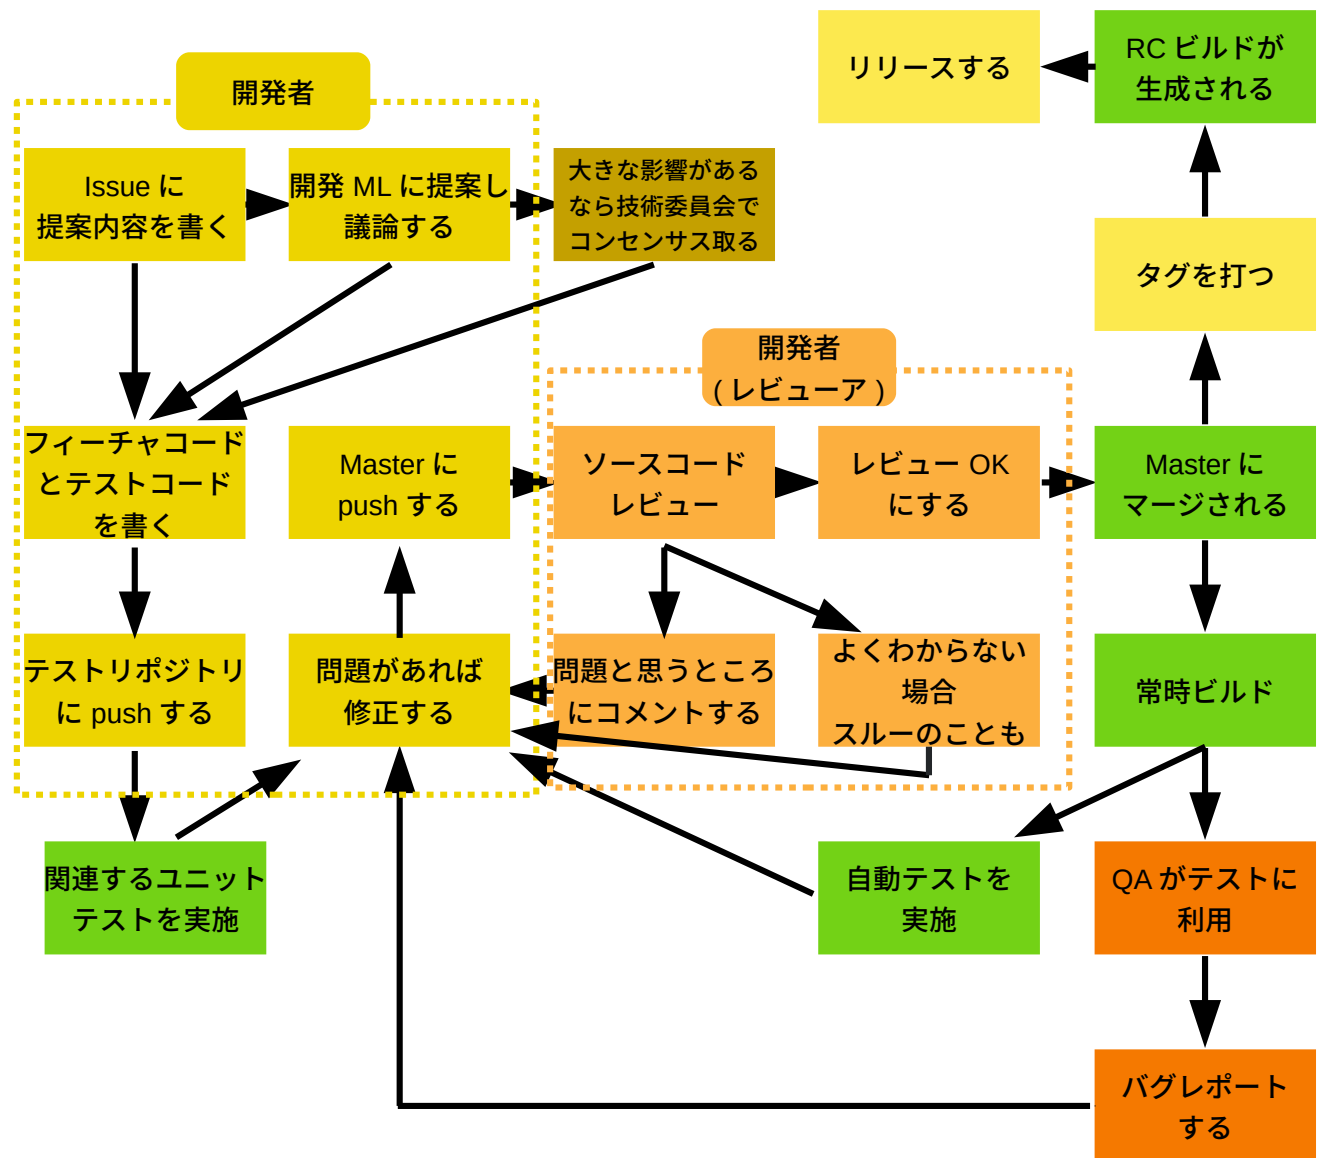 リリースする
RC ビルドが
生成される
開発者
Issue に
提案内容を書く
開発 ML に提案し
議論する
大きな影響がある
なら技術委員会で
コンセンサス取る
タグを打つ
開発者
( レビューア )
フィーチャコード
とテストコード
を書く
Master に
push する
ソースコード
レビュー
レビュー OK
にする
Master に
マージされる
テストリポジトリ
に push する
問題があれば
修正する
問題と思うところ
にコメントする
よくわからない
場合
スルーのことも
常時ビルド
関連するユニット
テストを実施
自動テストを
実施
QA がテストに
利用
バグレポート
する